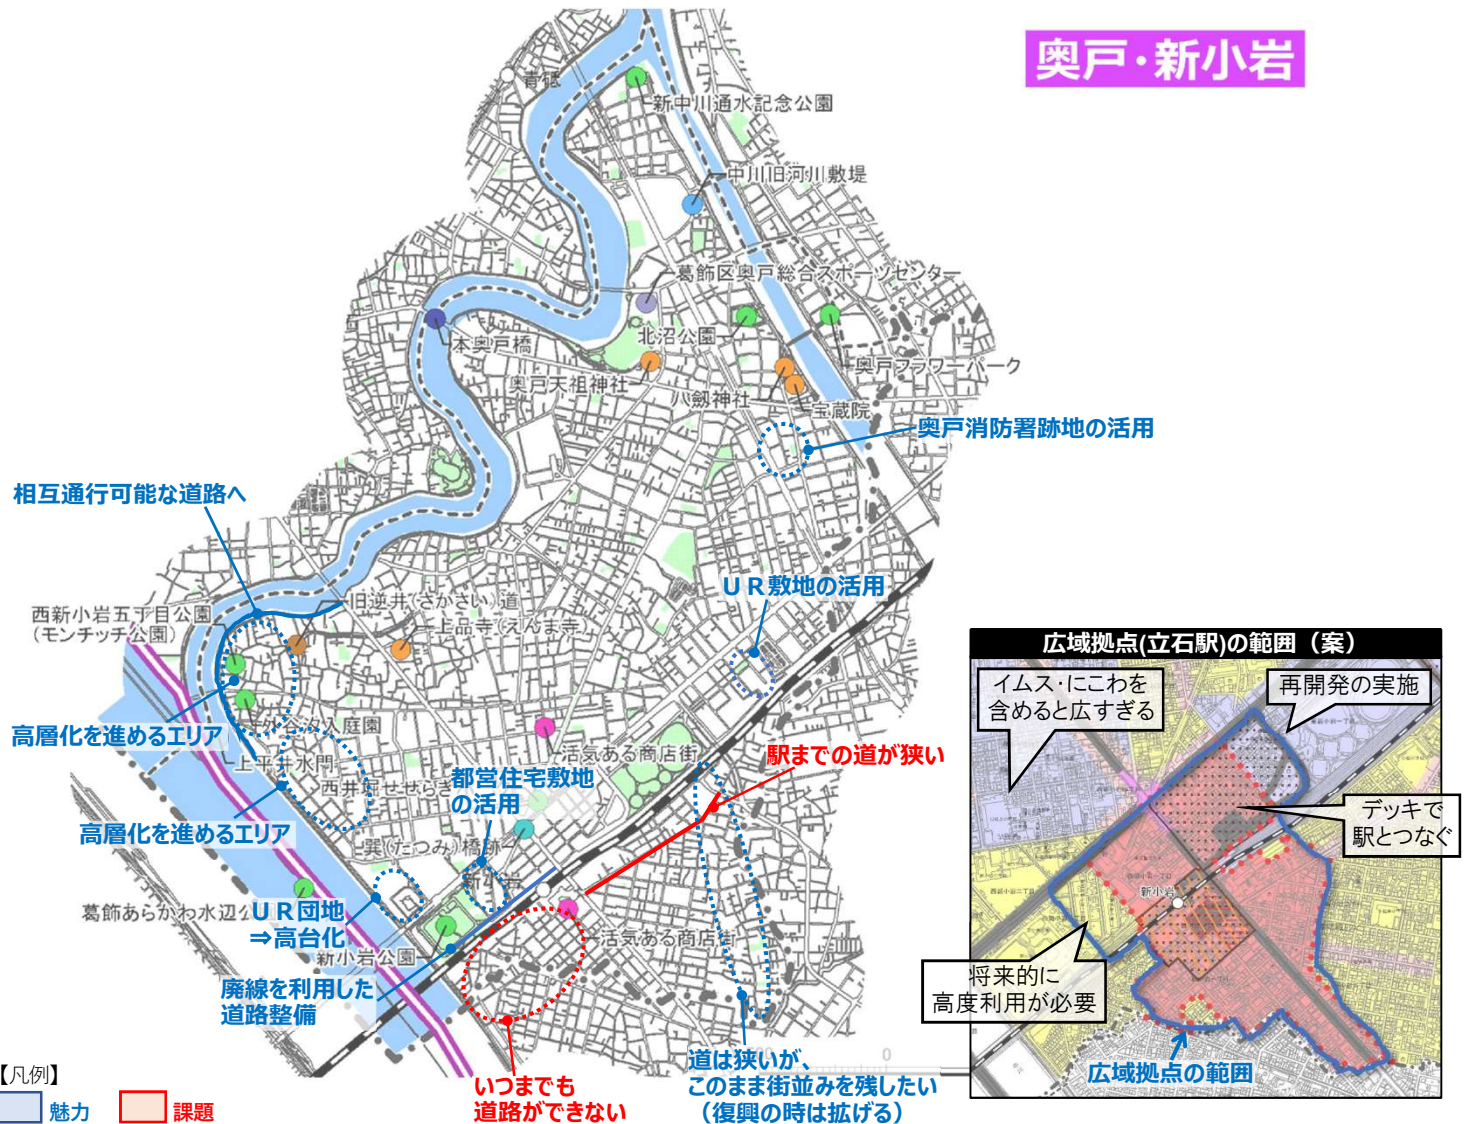 奥戸・新小岩
青砥
新中川通水記念公園
中川旧河川敷堤
葛飾区奥戸総合スポーツセンター
北沼公園
本奥戸橋
奥戸フラワーパーク
奥戸天祖神社
八劔神社
宝蔵院
奥戸消防署跡地の活用
相互通行可能な道路へ
UR敷地の活用
西新小岩五丁目公園
(モンチッチ公園)
旧逆井(さかさい)道
上品寺(えんま寺)
高層化を進めるエリア
上平井水門
活気ある商店街
駅までの道が狭い
西井堀せせらぎ
都営住宅敷地
の活用
高層化を進めるエリア
巽(たつみ)橋跡
新小岩
葛飾あらかわ水辺公
UR団地
⇒高台化
新小岩公園
活気ある商店街
廃線を利用した
道路整備
いつまでも
道路ができない
道は狭いが、
このまま街並みを残したい
(復興の時は拡げる)
0
【凡例】
魅力
課題
広域拠点(立石駅)の範囲(案)
イムス・にこわを
含めると広すぎる
再開発の実施
デッキで
駅とつなぐ
新小岩
将来的に
高度利用が必要
広域拠点の範囲